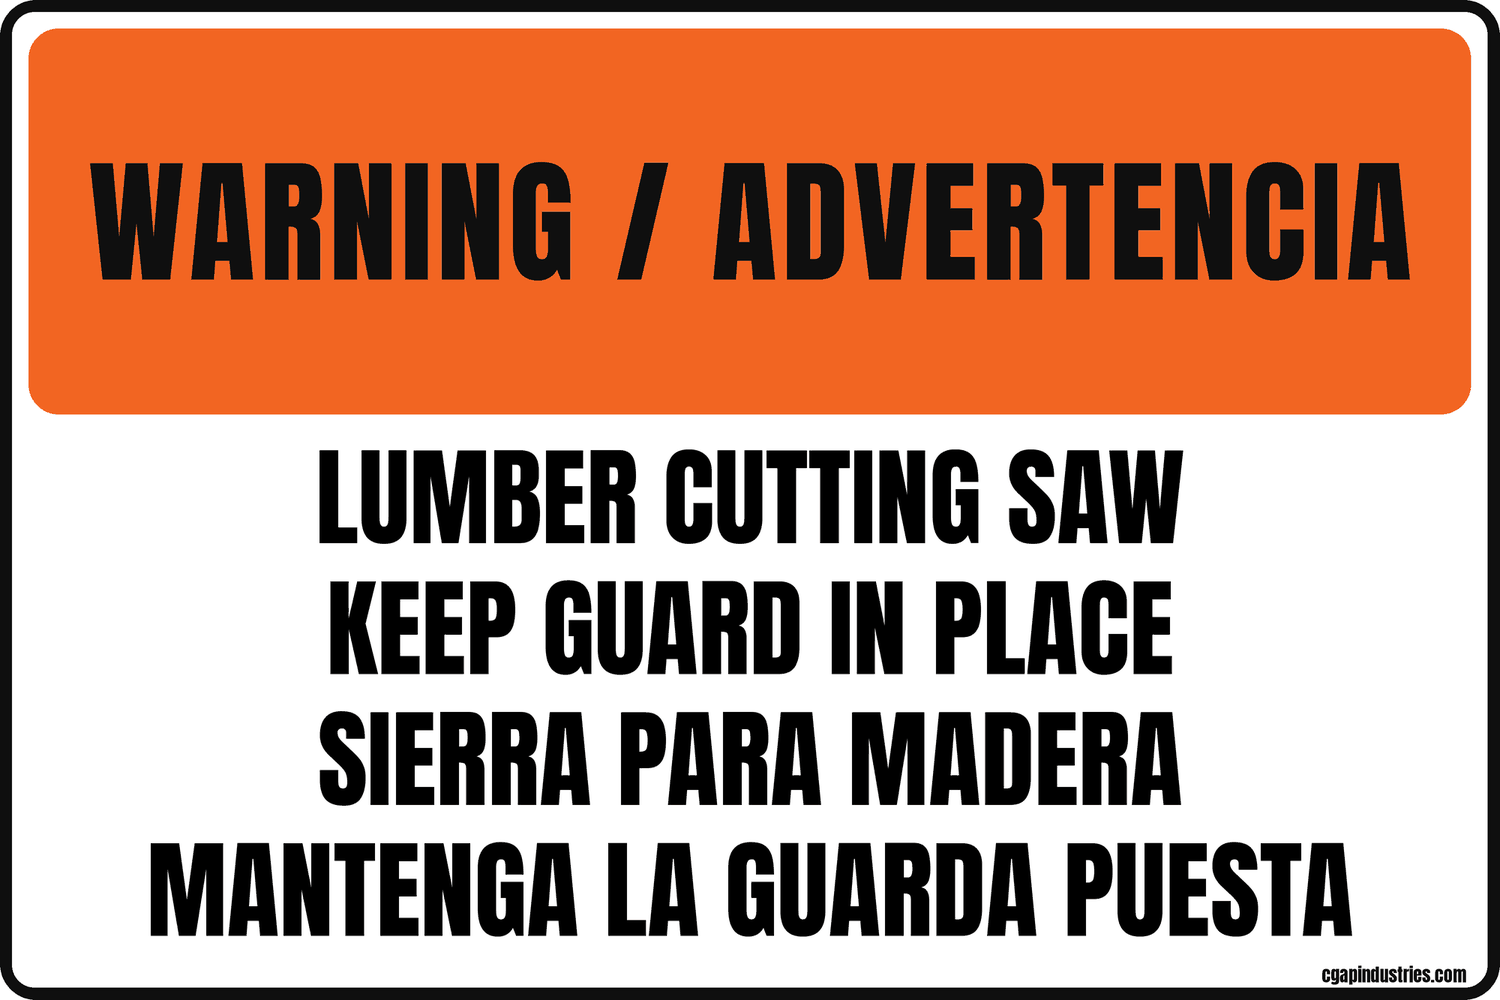 WARNING / ADVERTENCIA
LUMBER CUTTING SAW
KEEP GUARD IN PLACE
SIERRA PARA MADERA
MANTENGA LA GUARDA PUESTA
cgapindustries.com